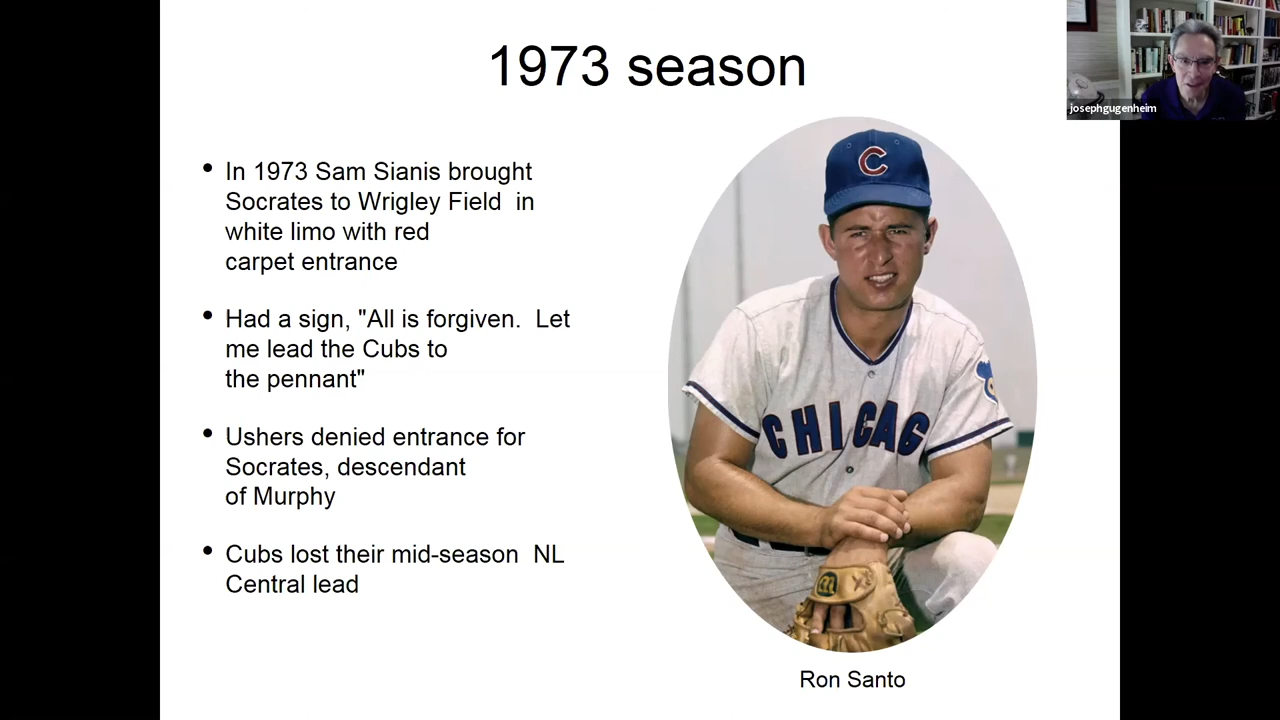 1973 season
josephgugenheim
• In 1973 Sam Sianis brought
Socrates to Wrigley Field in
white limo with red
carpet entrance
• Had a sign, "All is forgiven. Let
me lead the Cubs to
the pennant"
• Ushers denied entrance for
Socrates, descendant
of Murphy
• Cubs lost their mid-season NL
Central lead
C
CHICAG
m
Ron Santo